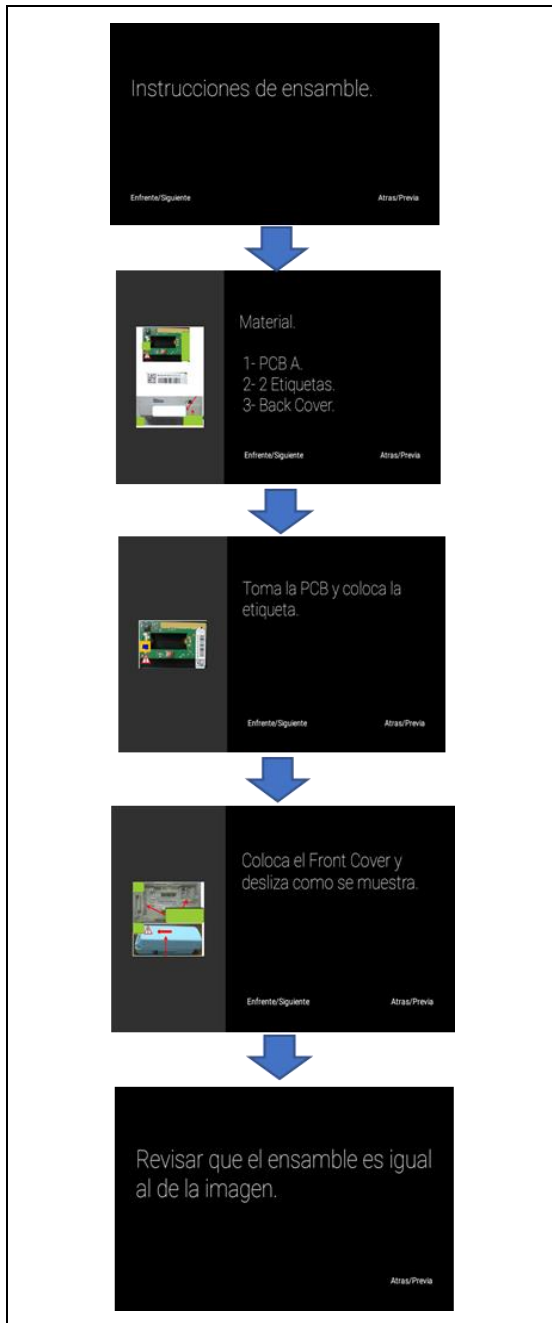 Instrucciones de ensamble.
Enfrente/Siguiente Atras/Previa
Material.
1- PCB A.
2- 2 Etiquetas.
3- Back Cover.
Enfrente/Siguiente Atras/Previa
Toma la PCB y coloca la
etiqueta.
Enfrente/Siguiente Atras/Previa
Coloca el Front Cover y
desliza como se muestra.
Enfrente/Siguiente Atras/Previa
Revisar que el ensamble es igual
al de la imagen.
Atras/Previa